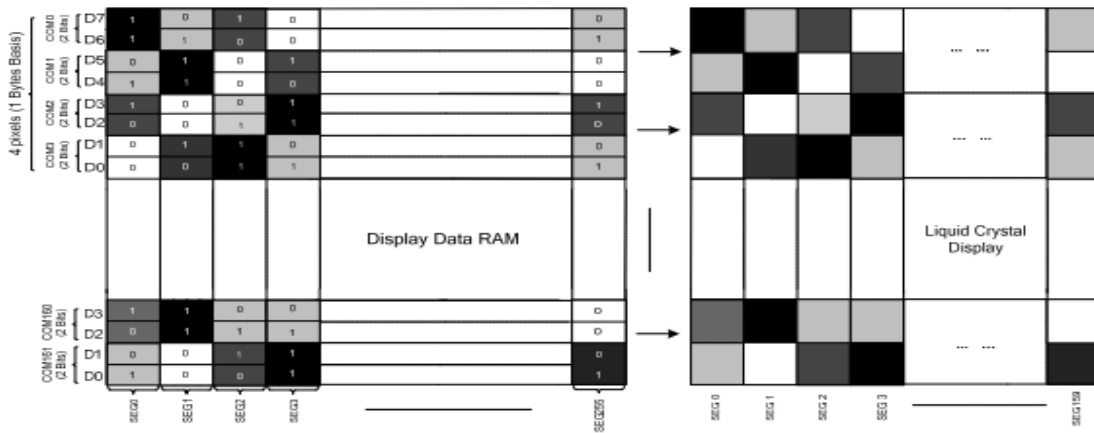 4 pixels (1 Bytes Basis)
COM0 (2 Bits) D7 1 0 1 0 0
D6 1 1 0 0 1
COM1 (2 Bits) D5 0 1 0 1 0
D4 1 1 0 0 0
COM2 (2 Bits) D3 1 0 0 1 1
D2 0 0 1 1 0
COM3 (2 Bits) D1 0 1 1 0 0
D0 0 0 1 1 1
... ...
... ...
Display Data RAM
Liquid Crystal
Display
COM160 (2 Bits) D3 1 1 0 0 0
D2 0 1 1 1 0
COM161 (2 Bits) D1 0 0 1 1 0
D0 1 0 0 1 1
... ...
SEG0 SEG1 SEG2 SEG3 SEG255
SEG 0 SEG 1 SEG 2 SEG 3 SEG159